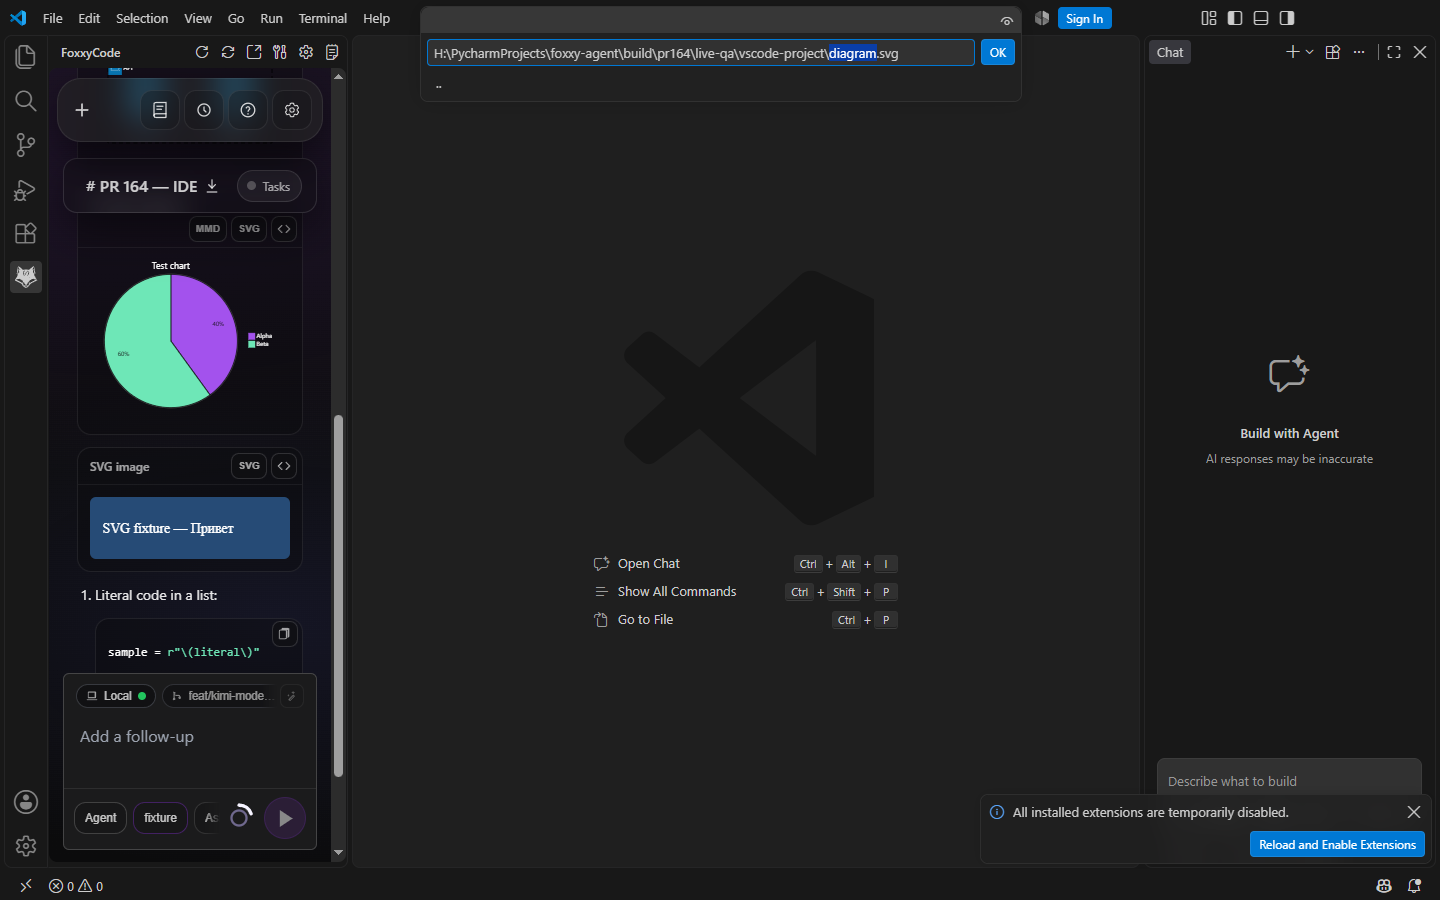 File Edit Selection View Go Run Terminal Help
Sign In
FoxxyCode
H:\PycharmProjects\foxxy-agent\build\pr164\live-qa\vscode-project\diagram.svg
OK
..
# PR 164 — IDE
Tasks
MMD SVG <>
Test chart
40%
60%
Alpha
Beta
SVG image
SVG <>
SVG fixture — Привет
1. Literal code in a list:
sample = r"\(literal\)"
Local
feat/kimi-mode...
Add a follow-up
Agent
fixture
As
Open Chat Ctrl + Alt + I
Show All Commands Ctrl + Shift + P
Go to File Ctrl + P
Chat
Build with Agent
AI responses may be inaccurate
Describe what to build
All installed extensions are temporarily disabled.
Reload and Enable Extensions
0 0